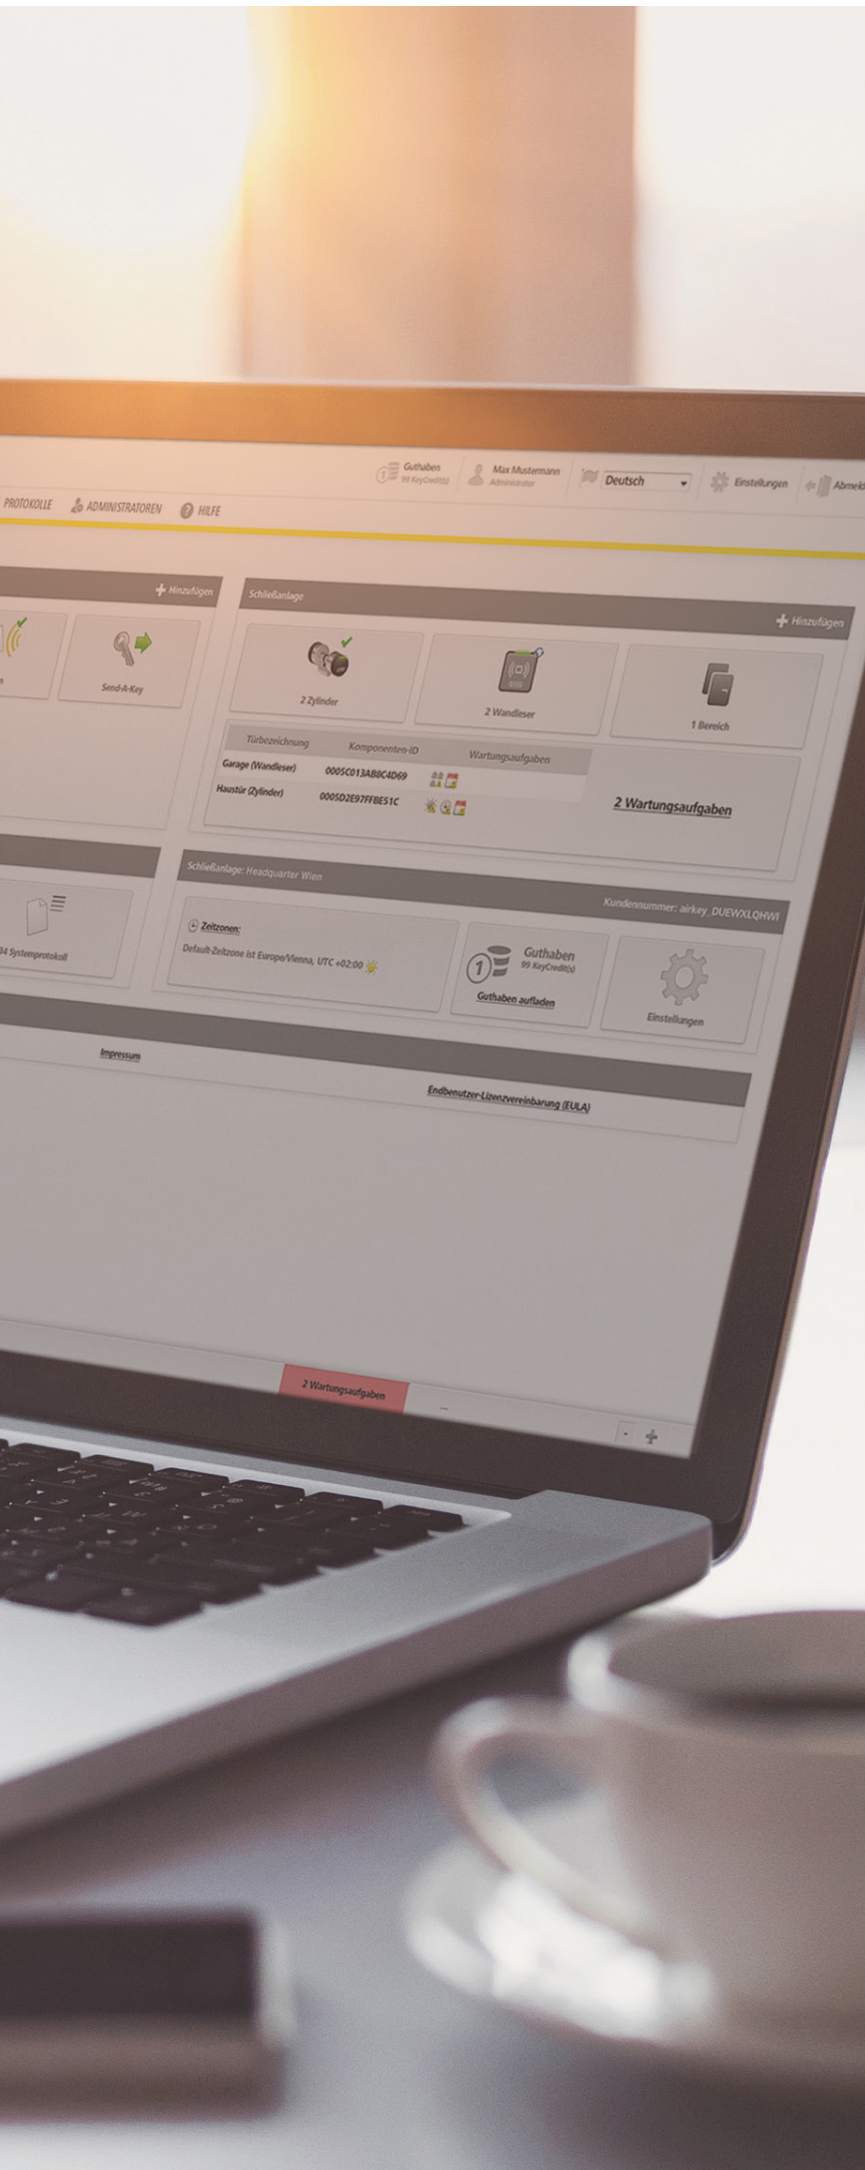 Guthaben
99 KeyCredit(s)
Max Mustermann
Administrator
Deutsch
Einstellungen
PROTOKOLLE
ADMINISTRATOREN
HILFE
Hinzufügen
Schließanlage
Hinzufügen
Send-A-Key
2 Zylinder
2 Wandleser
1 Bereich
Türbezeichnung Komponenten-ID Wartungsaufgaben
Garage (Wandleser) 0005C013AB8C4D69
Haustür (Zylinder) 0005D2E97FFBE51C
2 Wartungsaufgaben
Schließanlage: Headquarter Wien
Kundennummer: airkey_DUEWXLQHWI
Systemprotokoll
Zeitzonen:
Default-Zeitzone ist Europe/Vienna, UTC +02:00
1
Guthaben
99 KeyCredit(s)
Guthaben aufladen
Einstellungen
Impressum
Endbenutzer-Lizenzvereinbarung (EULA)
2 Wartungsaufgaben